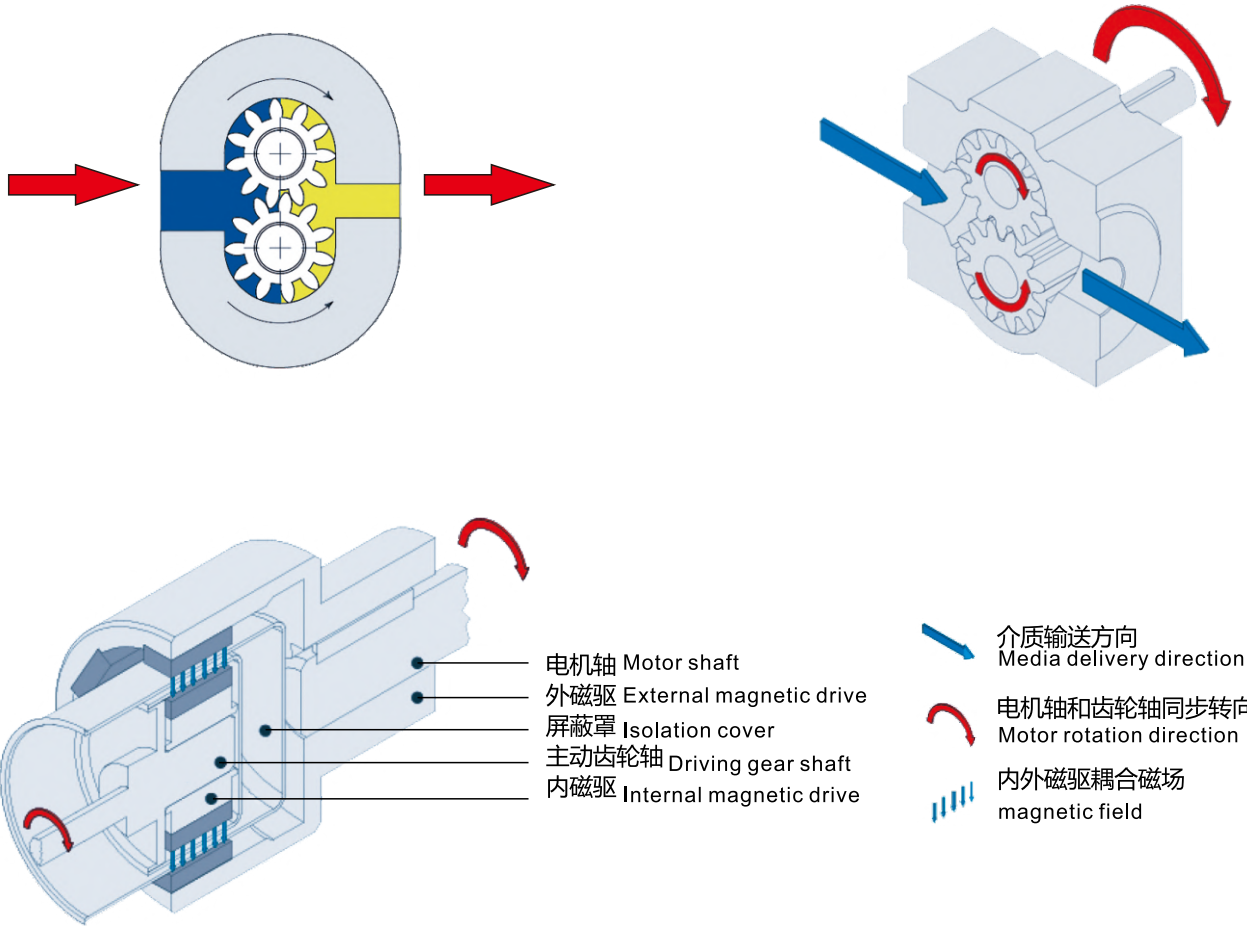 电机轴 Motor shaft
外磁驱 External magnetic drive
屏蔽罩 Isolation cover
主动齿轮轴 Driving gear shaft
内磁驱 Internal magnetic drive
介质输送方向
Media delivery direction
电机轴和齿轮轴同步转向
Motor rotation direction
内外磁驱耦合磁场
magnetic field